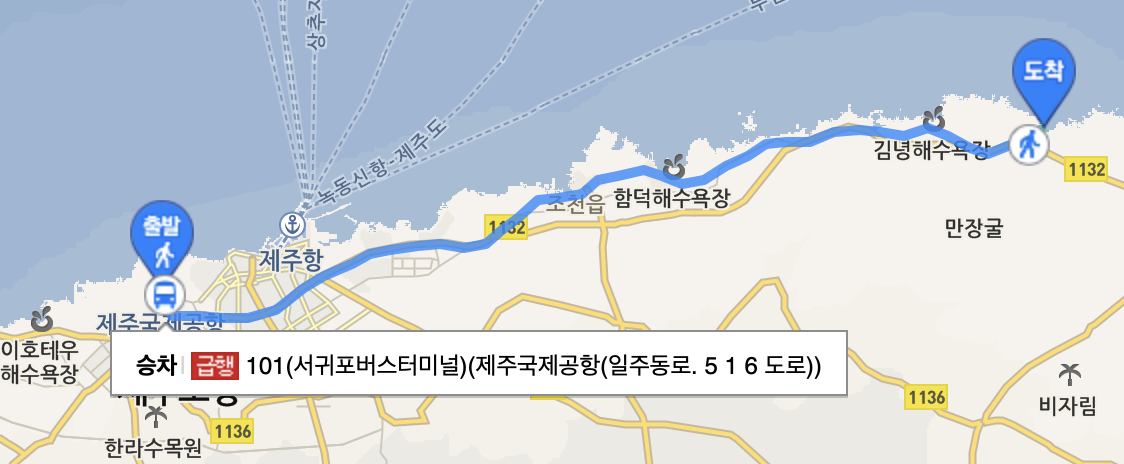 상추자
녹동신항-제주도
도착
김녕해수욕장
1132
함덕해수욕장
조천읍
만장굴
1132
출발
제주항
제주국제공항
이호테우
해수욕장
승차 급행 101(서귀포버스터미널)(제주국제공항(일주동로. 5 1 6 도로))
1136
비자림
1136
한라수목원